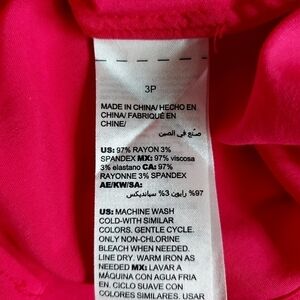 3P
MADE IN CHINA/ HECHO EN
CHINA/ FABRIQUÉ EN
CHINE/
صنع في الصين
US: 97% RAYON 3%
SPANDEX MX: 97% viscosa
3% elastano CA: 97%
RAYONNE 3% SPANDEX
AE/KW/SA:
97% رايون 3% سبانديكس
US: MACHINE WASH
COLD-WITH SIMILAR
COLORS. GENTLE CYCLE.
ONLY NON-CHLORINE
BLEACH WHEN NEEDED.
LINE DRY. WARM IRON AS
NEEDED MX: LAVAR A
MÁQUINA CON AGUA FRIA
EN. CICLO SUAVE CON
COLORES SIMILARES. USAR